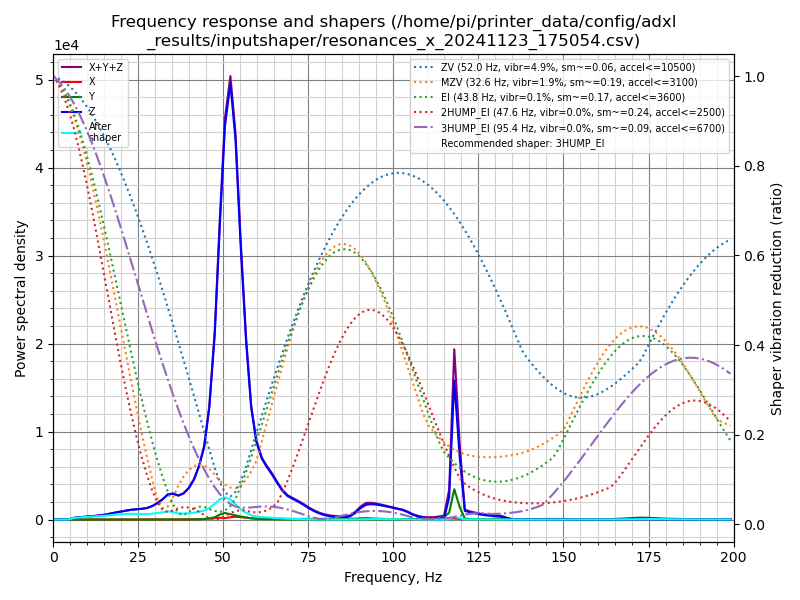 Frequency response and shapers (/home/pi/printer_data/config/adxl
_results/inputshaper/resonances_x_20241123_175054.csv)
1e4
X+Y+Z
X
Y
Z
After
shaper
ZV (52.0 Hz, vibr=4.9%, sm~=0.06, accel<=10500)
MZV (32.6 Hz, vibr=1.9%, sm~=0.19, accel<=3100)
EI (43.8 Hz, vibr=0.1%, sm~=0.17, accel<=3600)
2HUMP_EI (47.6 Hz, vibr=0.0%, sm~=0.24, accel<=2500)
3HUMP_EI (95.4 Hz, vibr=0.0%, sm~=0.09, accel<=6700)
Recommended shaper: 3HUMP_EI
Power spectral density
5
4
3
2
1
0
1.0
0.8
0.6
0.4
0.2
0.0
Shaper vibration reduction (ratio)
0 25 50 75 100 125 150 175 200
Frequency, Hz